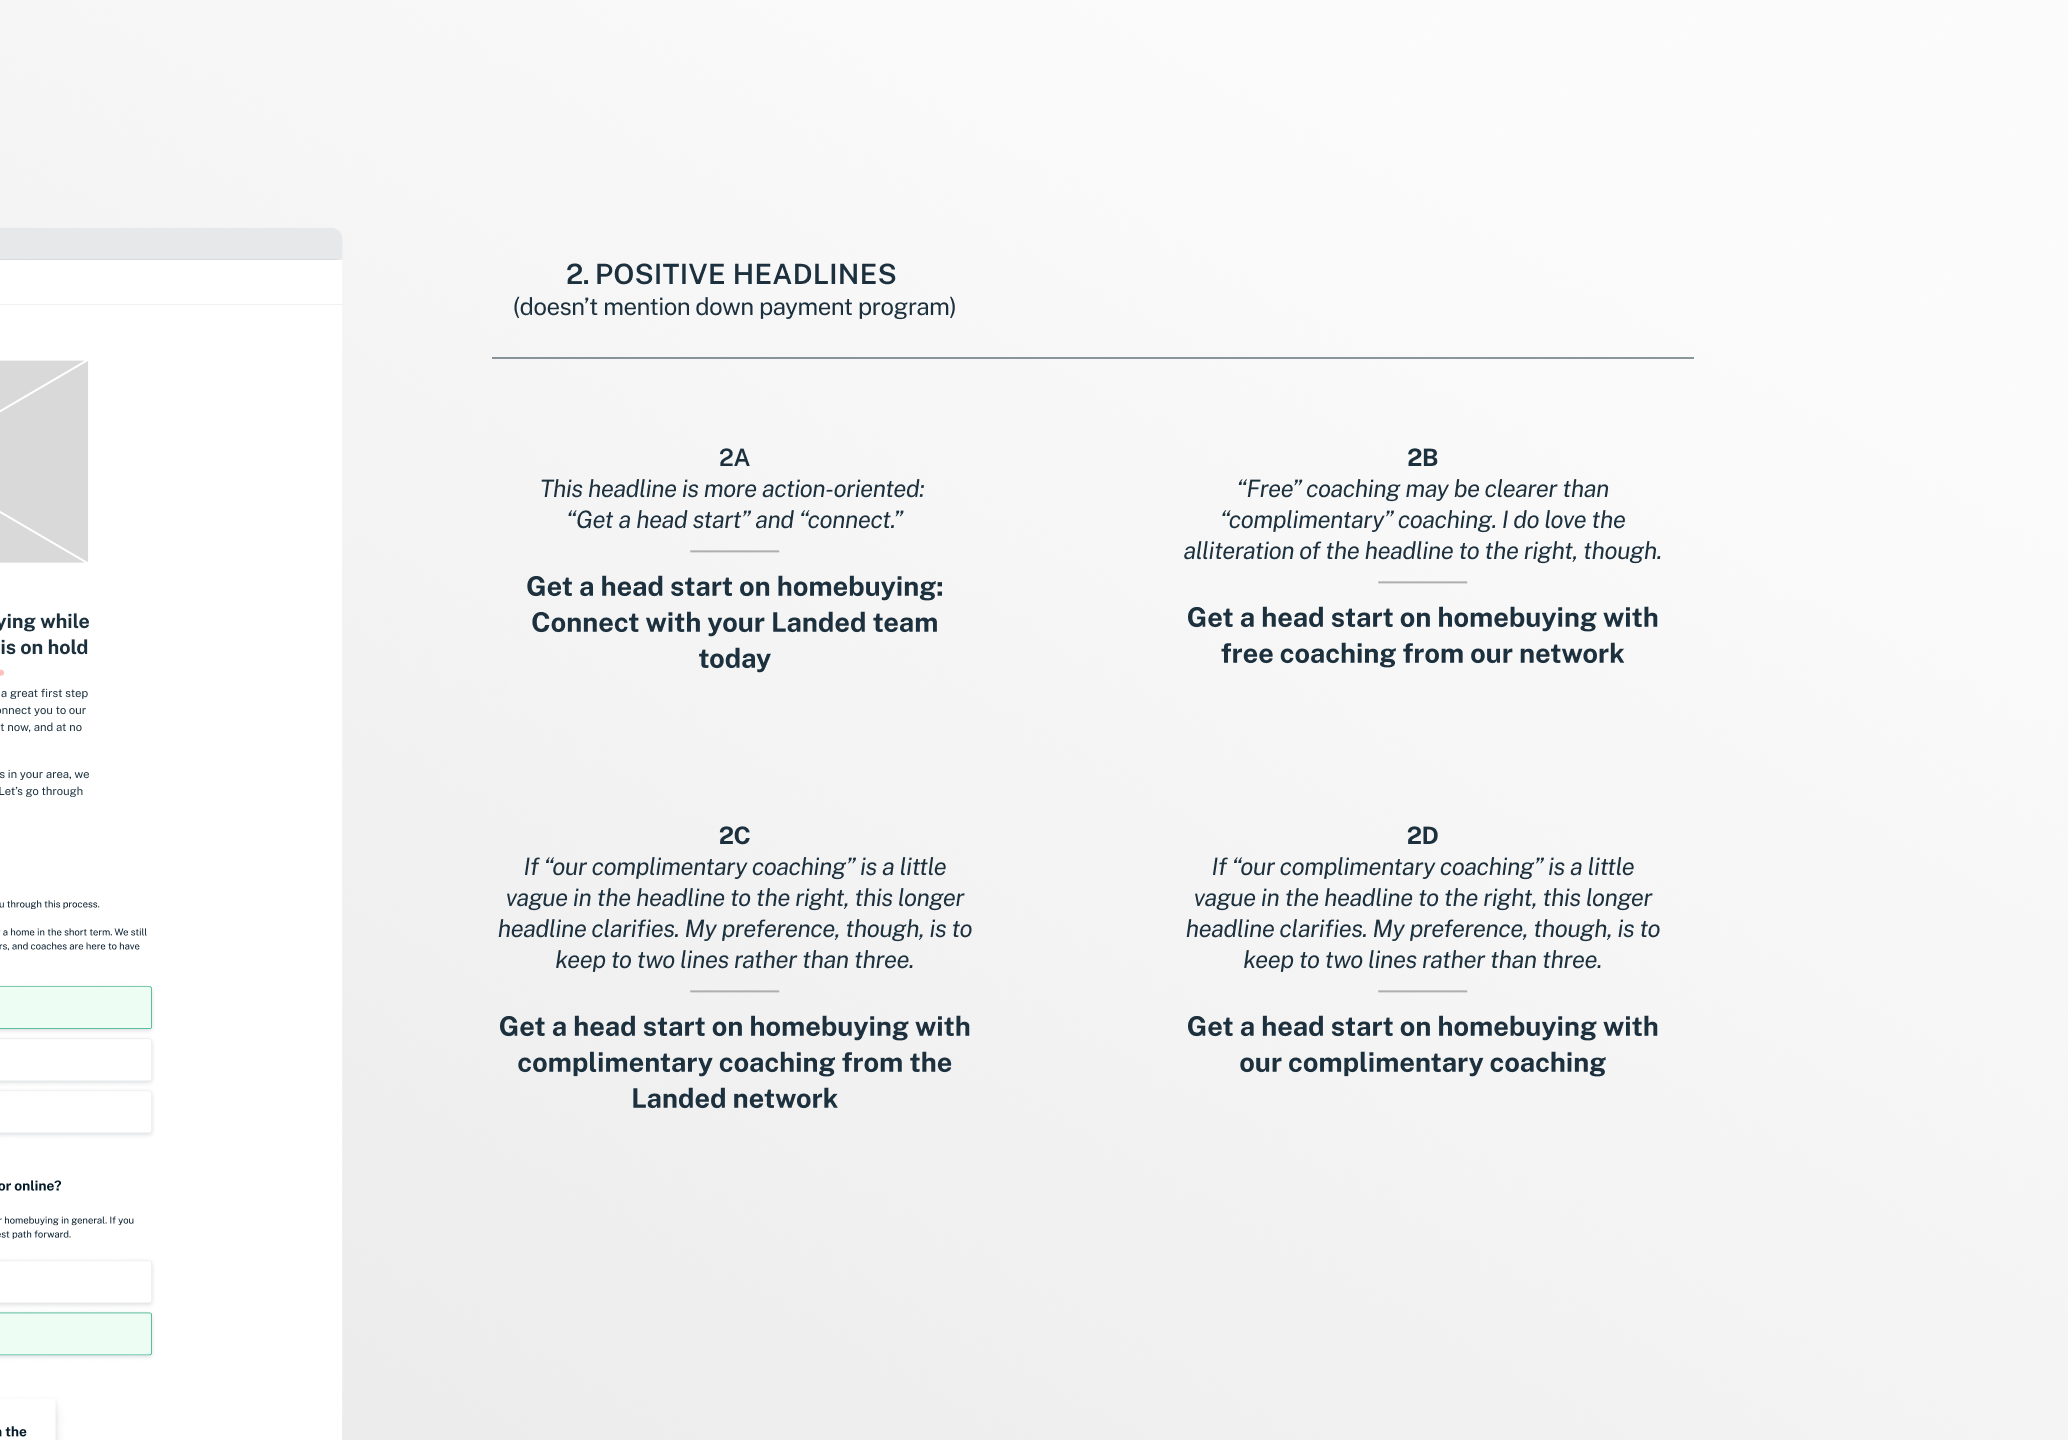 2. POSITIVE HEADLINES
(doesn’t mention down payment program)
2A
This headline is more action-oriented:
“Get a head start” and “connect.”
Get a head start on homebuying:
Connect with your Landed team
today
2B
“Free” coaching may be clearer than
“complimentary” coaching. I do love the
alliteration of the headline to the right, though.
Get a head start on homebuying with
free coaching from our network
2C
If “our complimentary coaching” is a little
vague in the headline to the right, this longer
headline clarifies. My preference, though, is to
keep to two lines rather than three.
Get a head start on homebuying with
complimentary coaching from the
Landed network
2D
If “our complimentary coaching” is a little
vague in the headline to the right, this longer
headline clarifies. My preference, though, is to
keep to two lines rather than three.
Get a head start on homebuying with
our complimentary coaching
while
is on hold
a great first step
connect you to our
now, and at no
in your area, we
Let’s go through
through this process.
a home in the short term. We still
and coaches are here to have
or online?
homebuying in general. If you
path forward.
the